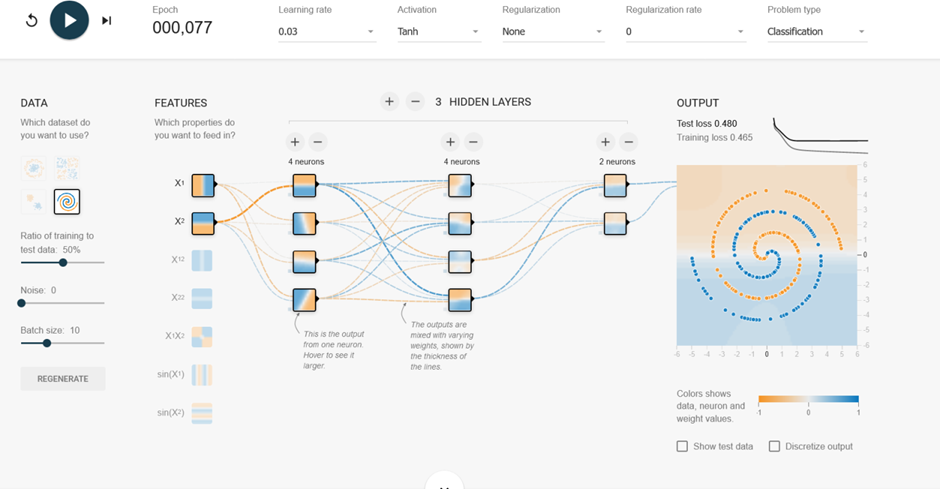 Epoch
000,077
Learning rate
0.03
Activation
Tanh
Regularization
None
Regularization rate
0
Problem type
Classification
DATA
Which dataset do
you want to use?
Ratio of training to
test data: 50%
Noise: 0
Batch size: 10
REGENERATE
FEATURES
Which properties do
you want to feed in?
X1
X2
X12
X22
X1X2
sin(X1)
sin(X2)
+ − 3 HIDDEN LAYERS
+ −
4 neurons
+ −
4 neurons
+ −
2 neurons
This is the output
from one neuron.
Hover to see it
larger.
The outputs are
mixed with varying
weights, shown by
the thickness of
the lines.
OUTPUT
Test loss 0.480
Training loss 0.465
5
4
3
2
1
0
-1
-2
-3
-4
-5
-6
-6 -5 -4 -3 -2 -1 0 1 2 3 4 5 6
Colors shows
data, neuron and
weight values.
-1 0 1
Show test data
Discretize output